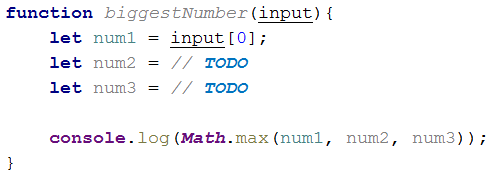 function biggestNumber(input){
    let num1 = input[0];
    let num2 = // TODO
    let num3 = // TODO

    console.log(Math.max(num1, num2, num3));
}